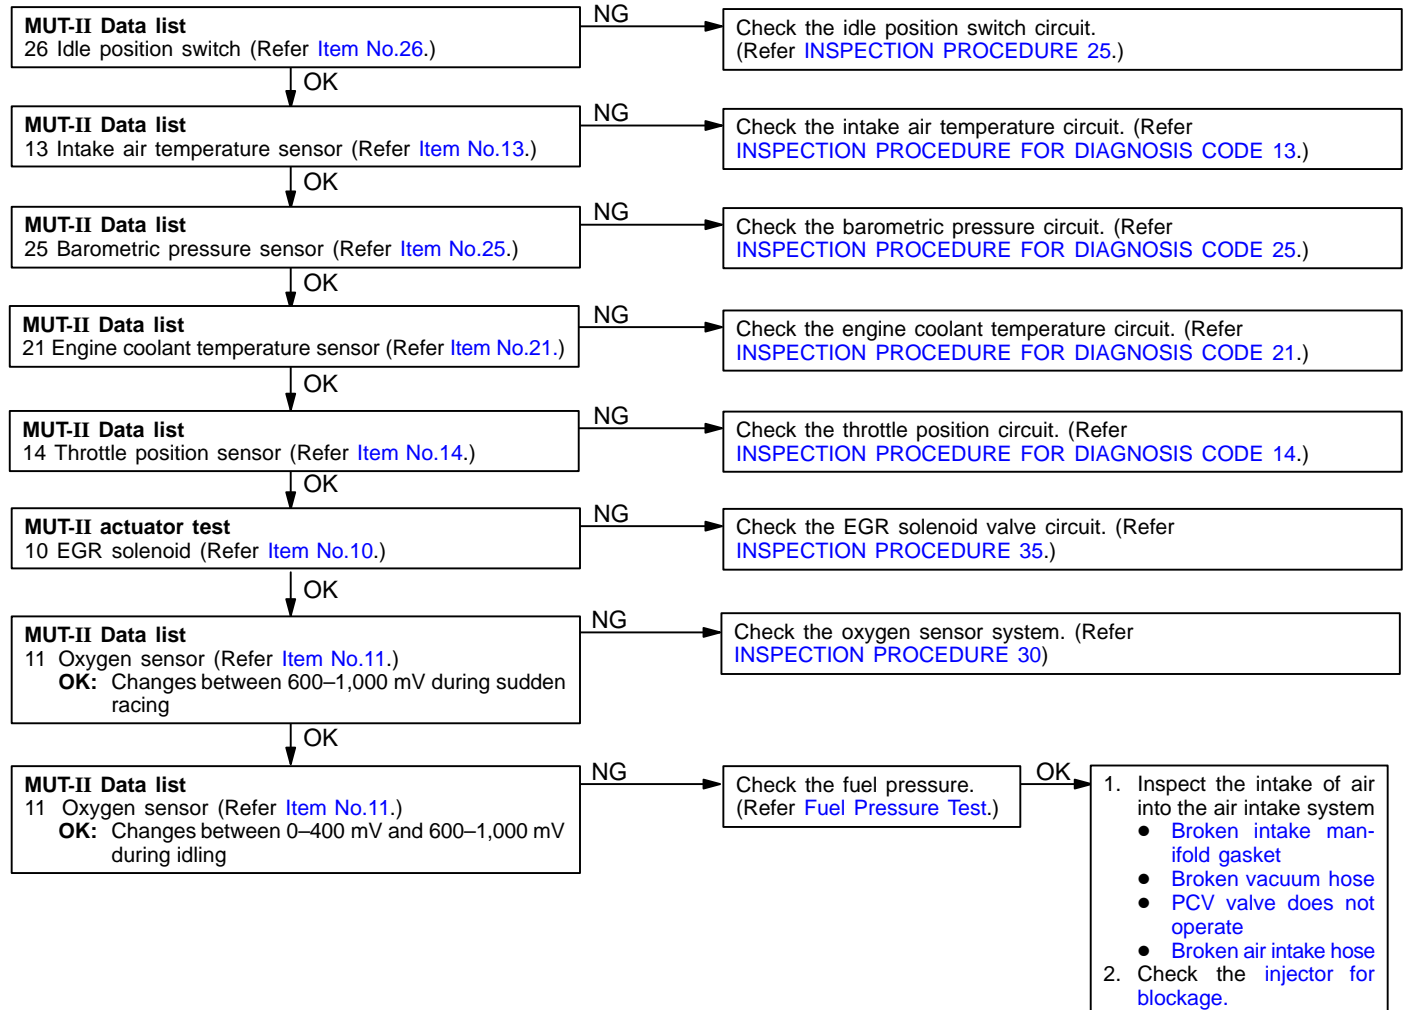 MUT-II Data list
26 Idle position switch (Refer Item No.26.)
NG
Check the idle position switch circuit.
(Refer INSPECTION PROCEDURE 25.)
OK
MUT-II Data list
13 Intake air temperature sensor (Refer Item No.13.)
NG
Check the intake air temperature circuit. (Refer
INSPECTION PROCEDURE FOR DIAGNOSIS CODE 13.)
OK
MUT-II Data list
25 Barometric pressure sensor (Refer Item No.25.)
NG
Check the barometric pressure circuit. (Refer
INSPECTION PROCEDURE FOR DIAGNOSIS CODE 25.)
OK
MUT-II Data list
21 Engine coolant temperature sensor (Refer Item No.21.)
NG
Check the engine coolant temperature circuit. (Refer
INSPECTION PROCEDURE FOR DIAGNOSIS CODE 21.)
OK
MUT-II Data list
14 Throttle position sensor (Refer Item No.14.)
NG
Check the throttle position circuit. (Refer
INSPECTION PROCEDURE FOR DIAGNOSIS CODE 14.)
OK
MUT-II actuator test
10 EGR solenoid (Refer Item No.10.)
NG
Check the EGR solenoid valve circuit. (Refer
INSPECTION PROCEDURE 35.)
OK
MUT-II Data list
11 Oxygen sensor (Refer Item No.11.)
OK: Changes between 600–1,000 mV during sudden
racing
NG
Check the oxygen sensor system. (Refer
INSPECTION PROCEDURE 30)
OK
MUT-II Data list
11 Oxygen sensor (Refer Item No.11.)
OK: Changes between 0–400 mV and 600–1,000 mV
during idling
NG
Check the fuel pressure.
(Refer Fuel Pressure Test.)
OK
1. Inspect the intake of air
into the air intake system
● Broken intake man-
ifold gasket
● Broken vacuum hose
● PCV valve does not
operate
● Broken air intake hose
2. Check the injector for
blockage.